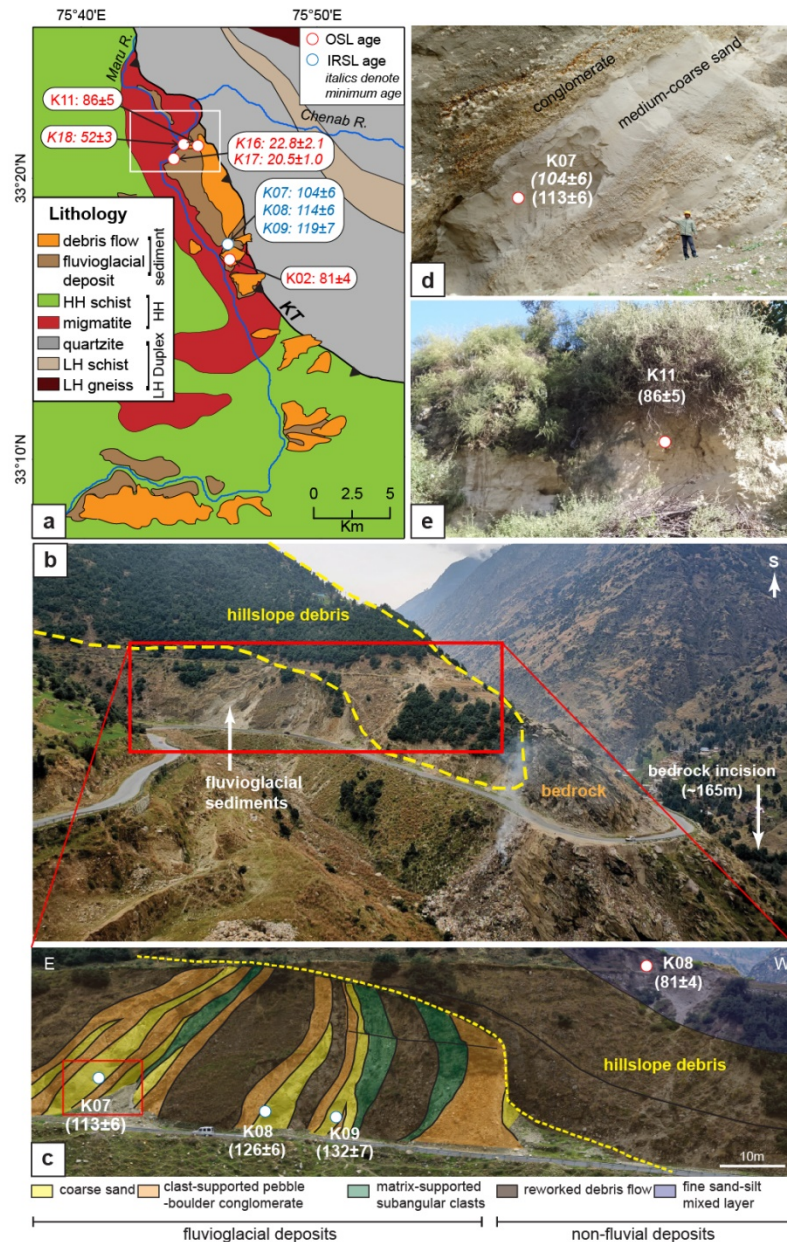 75°40'E
75°50'E
OSL age
IRSL age
italics denote
minimum age
Maru R.
Chenab R.
K11: 86±5
K18: 52±3
K16: 22.8±2.1
K17: 20.5±1.0
K07: 104±6
K08: 114±6
K09: 119±7
K02: 81±4
33°20'N
33°10'N
Lithology
debris flow
fluvioglacial
deposit
sediment
HH schist
migmatite
HH
quartzite
LH schist
LH gneiss
LH Duplex
KT
0 2.5 5
Km
a
conglomerate
medium-coarse sand
K07
(104±6)
(113±6)
d
K11
(86±5)
e
b
S
hillslope debris
fluvioglacial
sediments
bedrock
bedrock incision
(~165m)
E
W
K08
(81±4)
hillslope debris
K07
(113±6)
K08
(126±6)
K09
(132±7)
10m
c
coarse sand
clast-supported pebble
-boulder conglomerate
matrix-supported
subangular clasts
reworked debris flow
fine sand-silt
mixed layer
fluvioglacial deposits
non-fluvial deposits